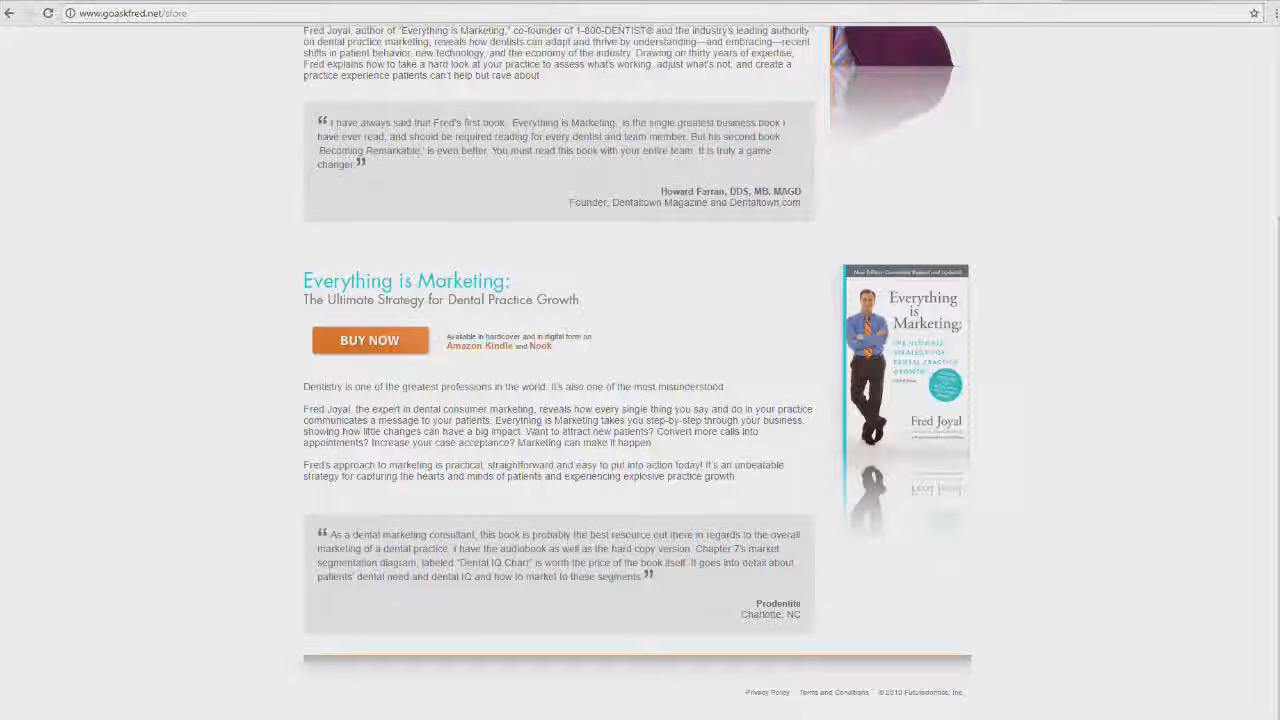 www.goaskfred.net/store
Fred Joyal, author of "Everything is Marketing," co-founder of 1-800-DENTIST® and the industry's leading authority
on dental practice marketing, reveals how dentists can adapt and thrive by understanding—and embracing—recent
shifts in patient behavior, new technology, and the economy of the industry. Drawing on thirty years of expertise,
Fred explains how to take a hard look at your practice to assess what's working, adjust what's not, and create a
practice experience patients can't help but rave about
“ I have always said that Fred's first book, 'Everything is Marketing,' is the single greatest business book I
have ever read, and should be required reading for every dentist and team member. But his second book
'Becoming Remarkable,' is even better. You must read this book with your entire team. It is truly a game
changer.”
Howard Farran, DDS, MB, MAGD
Founder, Dentaltown Magazine and Dentaltown.com
Everything is Marketing:
The Ultimate Strategy for Dental Practice Growth
BUY NOW
Available in hardcover and in digital form on
Amazon Kindle and Nook
Dentistry is one of the greatest professions in the world. It's also one of the most misunderstood
Fred Joyal, the expert in dental consumer marketing, reveals how every single thing you say and do in your practice
communicates a message to your patients. Everything is Marketing takes you step-by-step through your business,
showing how little changes can have a big impact. Want to attract new patients? Convert more calls into
appointments? Increase your case acceptance? Marketing can make it happen.
Fred's approach to marketing is practical, straightforward and easy to put into action today! It's an unbeatable
strategy for capturing the hearts and minds of patients and experiencing explosive practice growth.
“ As a dental marketing consultant, this book is probably the best resource out there in regards to the overall
marketing of a dental practice. I have the audiobook as well as the hard copy version. Chapter 7's market
segmentation diagram, labeled "Dental IQ Chart" is worth the price of the book itself. It goes into detail about
patients' dental need and dental IQ and how to market to these segments.”
Prodentite
Charlotte, NC
New Edition: Completely Revised and Updated!
Everything
is
Marketing:
THE ULTIMATE
STRATEGY FOR
DENTAL PRACTICE
GROWTH
Fred Joyal
Privacy Policy Terms and Conditions © 2010 Futuredontics, Inc.